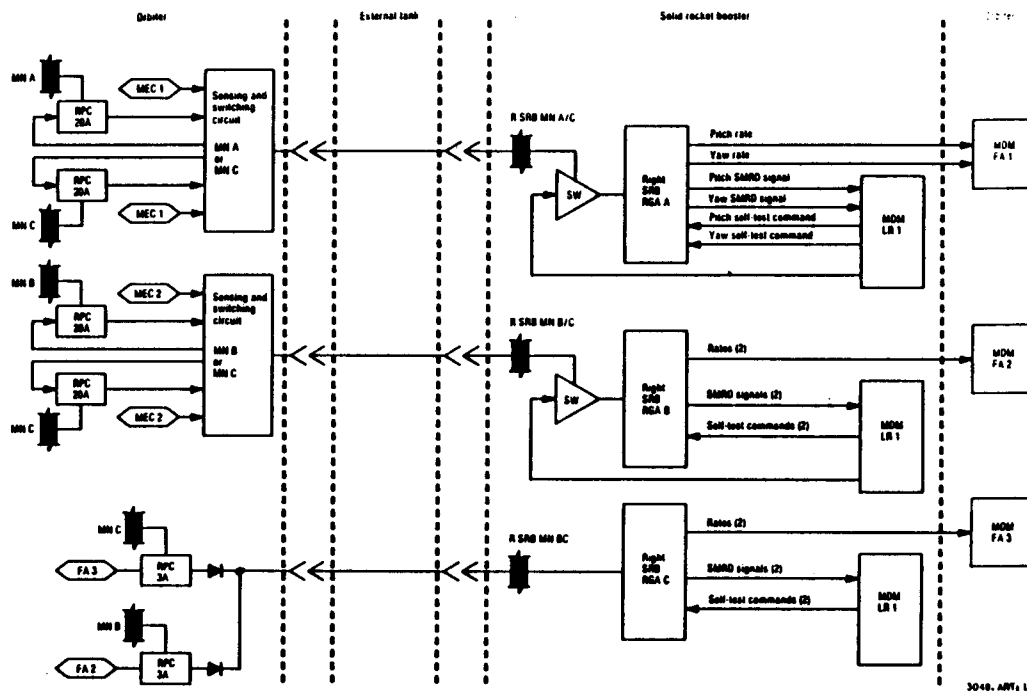 Orbiter
External tank
Solid rocket booster
Orbiter
MN A
RPC
20A
MEC 1
Sensing and
switching
circuit
MN A
or
MN C
RPC
20A
MN C
MEC 1
R SRB MN A/C
SW
Right
SRB
RGA A
Pitch rate
Yaw rate
Pitch SMRD signal
Yaw SMRD signal
Pitch self-test command
Yaw self-test command
MDM
LR 1
MDM
FA 1
MN B
RPC
20A
MEC 2
Sensing and
switching
circuit
MN B
or
MN C
RPC
20A
MN C
MEC 2
R SRB MN B/C
SW
Right
SRB
RGA B
Rates (2)
SMRD signals (2)
Self-test commands (2)
MDM
LR 1
MDM
FA 2
MN C
FA 3
RPC
3A
MN B
FA 2
RPC
3A
R SRB MN BC
Right
SRB
RGA C
Rates (2)
SMRD signals (2)
Self-test commands (2)
MDM
LR 1
MDM
FA 3